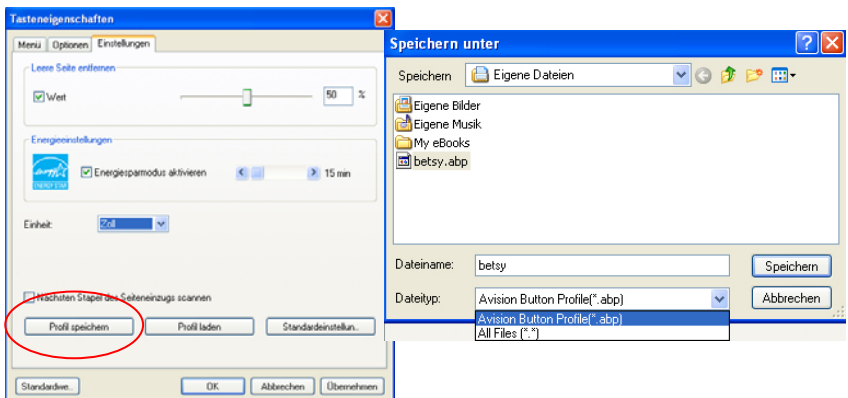 Tasteneigenschaften
Menü Optionen Einstellungen
Leere Seite entfernen
Wert 50 %
Energieeinstellungen
ENERGY STAR
Energiesparmodus aktivieren 15 min
Einheit: Zoll
Nächsten Stapel des Seiteneinzugs scannen
Profil speichern Profil laden Standardeinstellun..
Standardwe.. OK Abbrechen Übernehmen
Speichern unter
Speichern Eigene Dateien
Eigene Bilder
Eigene Musik
My eBooks
betsy.abp
Dateiname: betsy Speichern
Dateityp: Avision Button Profile(*.abp) Abbrechen
Avision Button Profile(*.abp)
All Files (*.*)